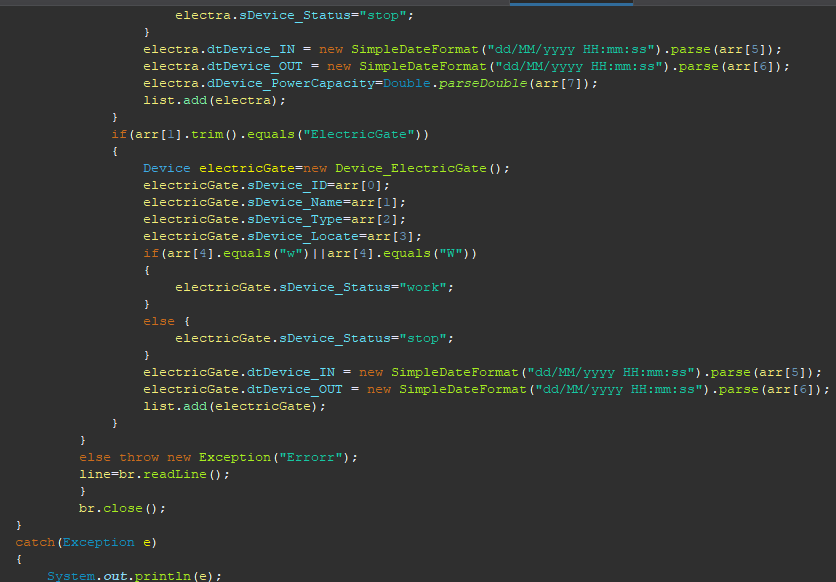 electra.sDevice_Status="stop";
}
electra.dtDevice_IN = new SimpleDateFormat("dd/MM/yyyy HH:mm:ss").parse(arr[5]);
electra.dtDevice_OUT = new SimpleDateFormat("dd/MM/yyyy HH:mm:ss").parse(arr[6]);
electra.dDevice_PowerCapacity=Double.parseDouble(arr[7]);
list.add(electra);
}
if(arr[1].trim().equals("ElectricGate"))
{
Device electricGate=new Device_ElectricGate();
electricGate.sDevice_ID=arr[0];
electricGate.sDevice_Name=arr[1];
electricGate.sDevice_Type=arr[2];
electricGate.sDevice_Locate=arr[3];
if(arr[4].equals("w")||arr[4].equals("W"))
{
electricGate.sDevice_Status="work";
}
else {
electricGate.sDevice_Status="stop";
}
electricGate.dtDevice_IN = new SimpleDateFormat("dd/MM/yyyy HH:mm:ss").parse(arr[5]);
electricGate.dtDevice_OUT = new SimpleDateFormat("dd/MM/yyyy HH:mm:ss").parse(arr[6]);
list.add(electricGate);
}
}
else throw new Exception("Errorr");
line=br.readLine();
}
br.close();
}
catch(Exception e)
{
System.out.println(e);